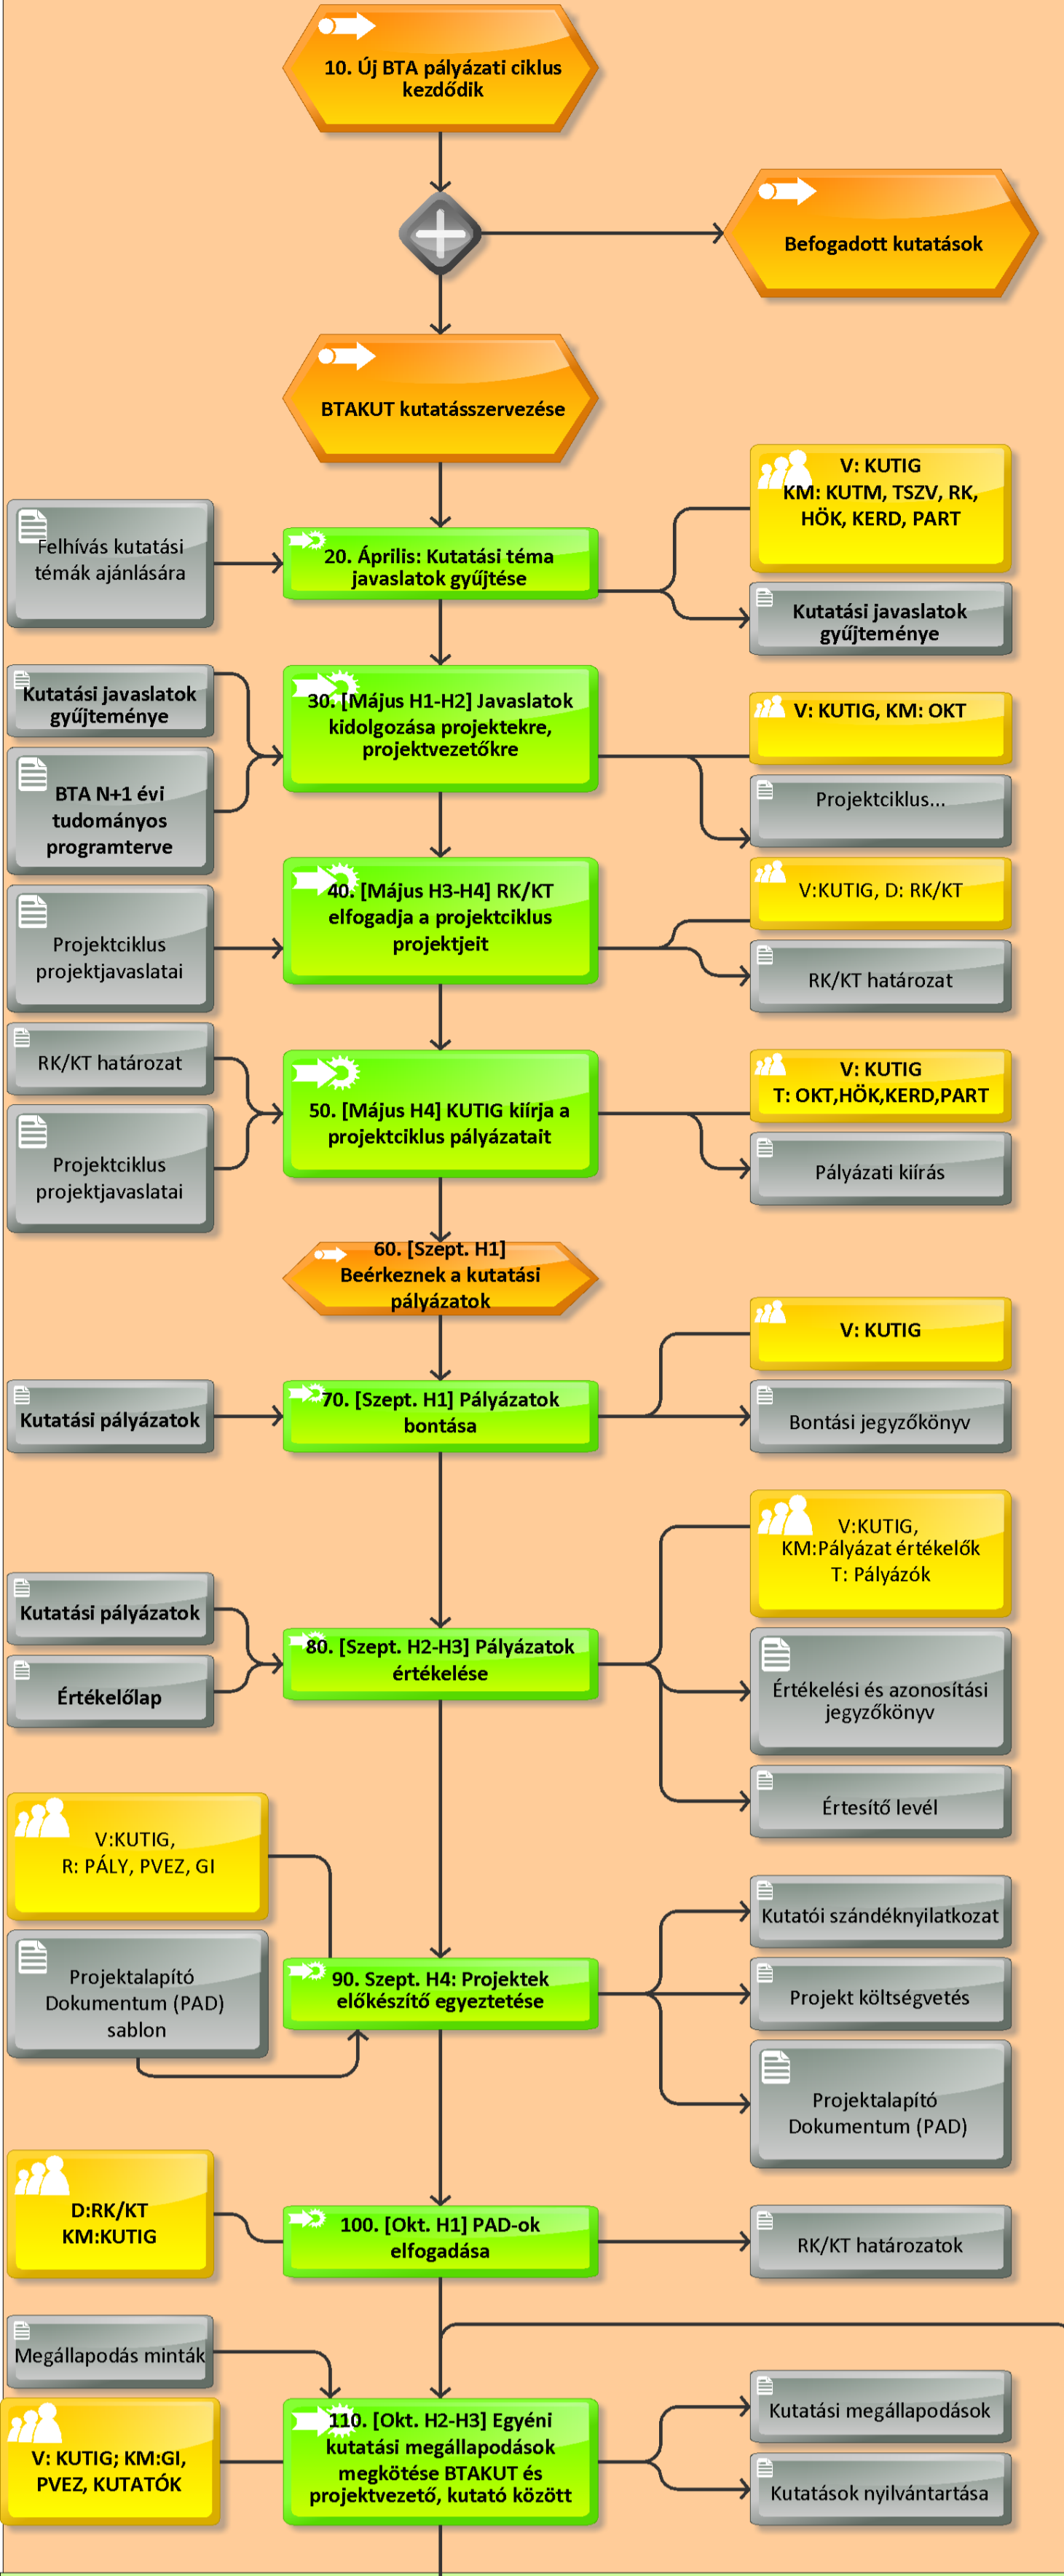 10. Új BTA pályázati ciklus
kezdődik
Befogadott kutatások
BTAKUT kutatásszervezése
Felhívás kutatási
témák ajánlására
20. Április: Kutatási téma
javaslatok gyűjtése
V: KUTIG
KM: KUTM, TSZV, RK,
HÖK, KERD, PART
Kutatási javaslatok
gyűjteménye
Kutatási javaslatok
gyűjteménye
BTA N+1 évi
tudományos
programterve
30. [Május H1-H2] Javaslatok
kidolgozása projektekre,
projektvezetőkre
V: KUTIG, KM: OKT
Projektciklus...
Projektciklus
projektjavaslatai
40. [Május H3-H4] RK/KT
elfogadja a projektciklus
projektjeit
V:KUTIG, D: RK/KT
RK/KT határozat
RK/KT határozat
Projektciklus
projektjavaslatai
50. [Május H4] KUTIG kiírja a
projektciklus pályázatait
V: KUTIG
T: OKT,HÖK,KERD,PART
Pályázati kiírás
60. [Szept. H1]
Beérkeznek a kutatási
pályázatok
Kutatási pályázatok
70. [Szept. H1] Pályázatok
bontása
V: KUTIG
Bontási jegyzőkönyv
Kutatási pályázatok
Értékelőlap
80. [Szept. H2-H3] Pályázatok
értékelése
V:KUTIG,
KM:Pályázat értékelők
T: Pályázók
Értékelési és azonosítási
jegyzőkönyv
Értesítő levél
V:KUTIG,
R: PÁLY, PVEZ, GI
Projektalapító
Dokumentum (PAD)
sablon
90. Szept. H4: Projektek
előkészítő egyeztetése
Kutatói szándéknyilatkozat
Projekt költségvetés
Projektalapító
Dokumentum (PAD)
D:RK/KT
KM:KUTIG
100. [Okt. H1] PAD-ok
elfogadása
RK/KT határozatok
Megállapodás minták
V: KUTIG; KM:GI,
PVEZ, KUTATÓK
110. [Okt. H2-H3] Egyéni
kutatási megállapodások
megkötése BTAKUT és
projektvezető, kutató között
Kutatási megállapodások
Kutatások nyilvántartása